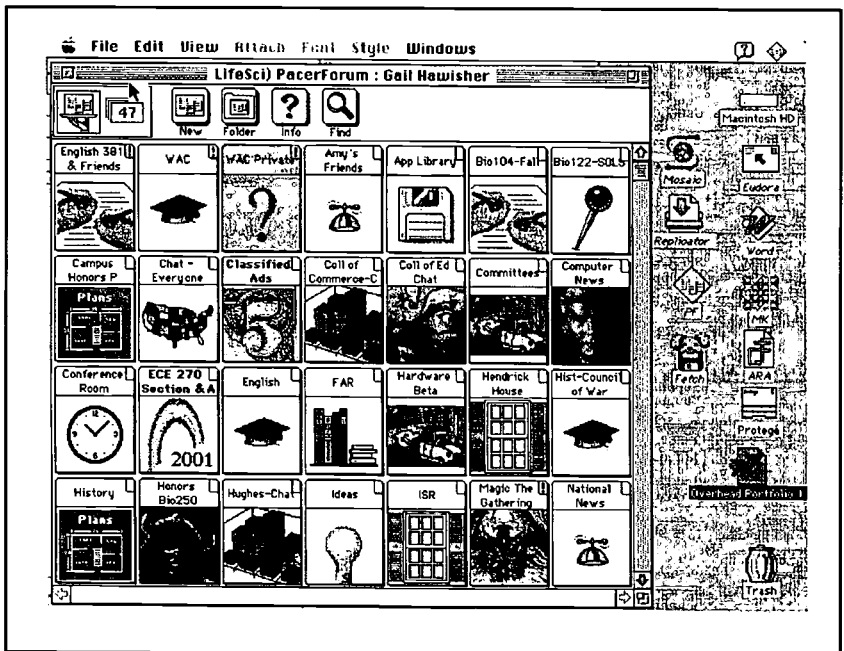 File Edit View Attach Font Style Windows
LifeSci) PacerForum : Gail Hawisher
47
New Folder Info Find
Macintosh HD
English 381 & Friends
WAC
WAC Private
Amy's Friends
App Library
Bio104-Fall
Bio122-SOLS
Mosaic
Eudora
Replicator
Word
Campus Honors P
Chat - Everyone
Classified Ads
Coll of Commerce-C
Coll of Ed Chat
Committees
Computer News
Plans
PF
MK
Fetch
ARA
Conference Room
ECE 270 Section &A
English
FAR
Hardware Beta
Hendrick House
Hist-Council of War
2001
Protegé
Overhead Portfolio 1
History
Honors Bio250
Hughes-Chat
Ideas
ISR
Magic The Gathering
National News
Plans
Trash